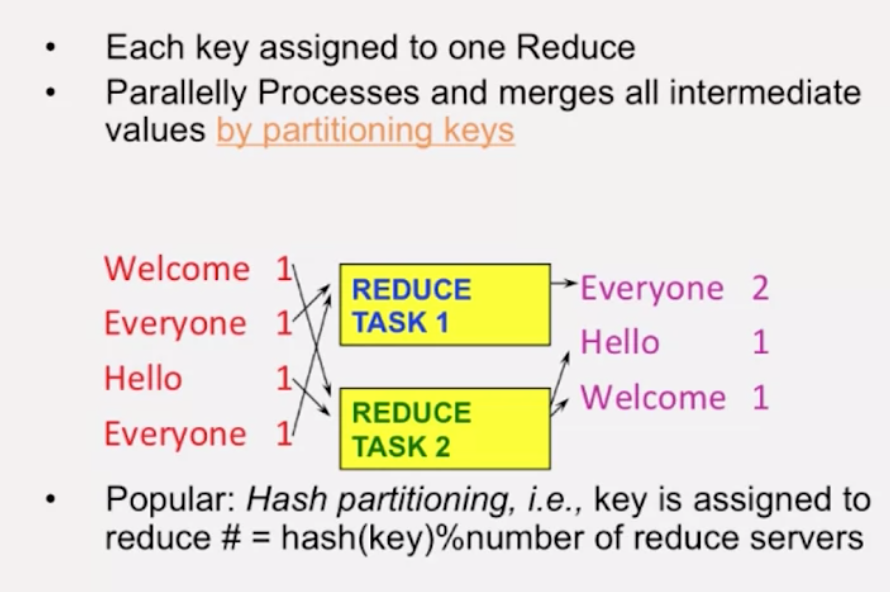 • Each key assigned to one Reduce
• Parallelly Processes and merges all intermediate
values by partitioning keys
Welcome 1
Everyone 1
Hello 1
Everyone 1
REDUCE
TASK 1
REDUCE
TASK 2
Everyone 2
Hello 1
Welcome 1
• Popular: Hash partitioning, i.e., key is assigned to
reduce # = hash(key)%number of reduce servers